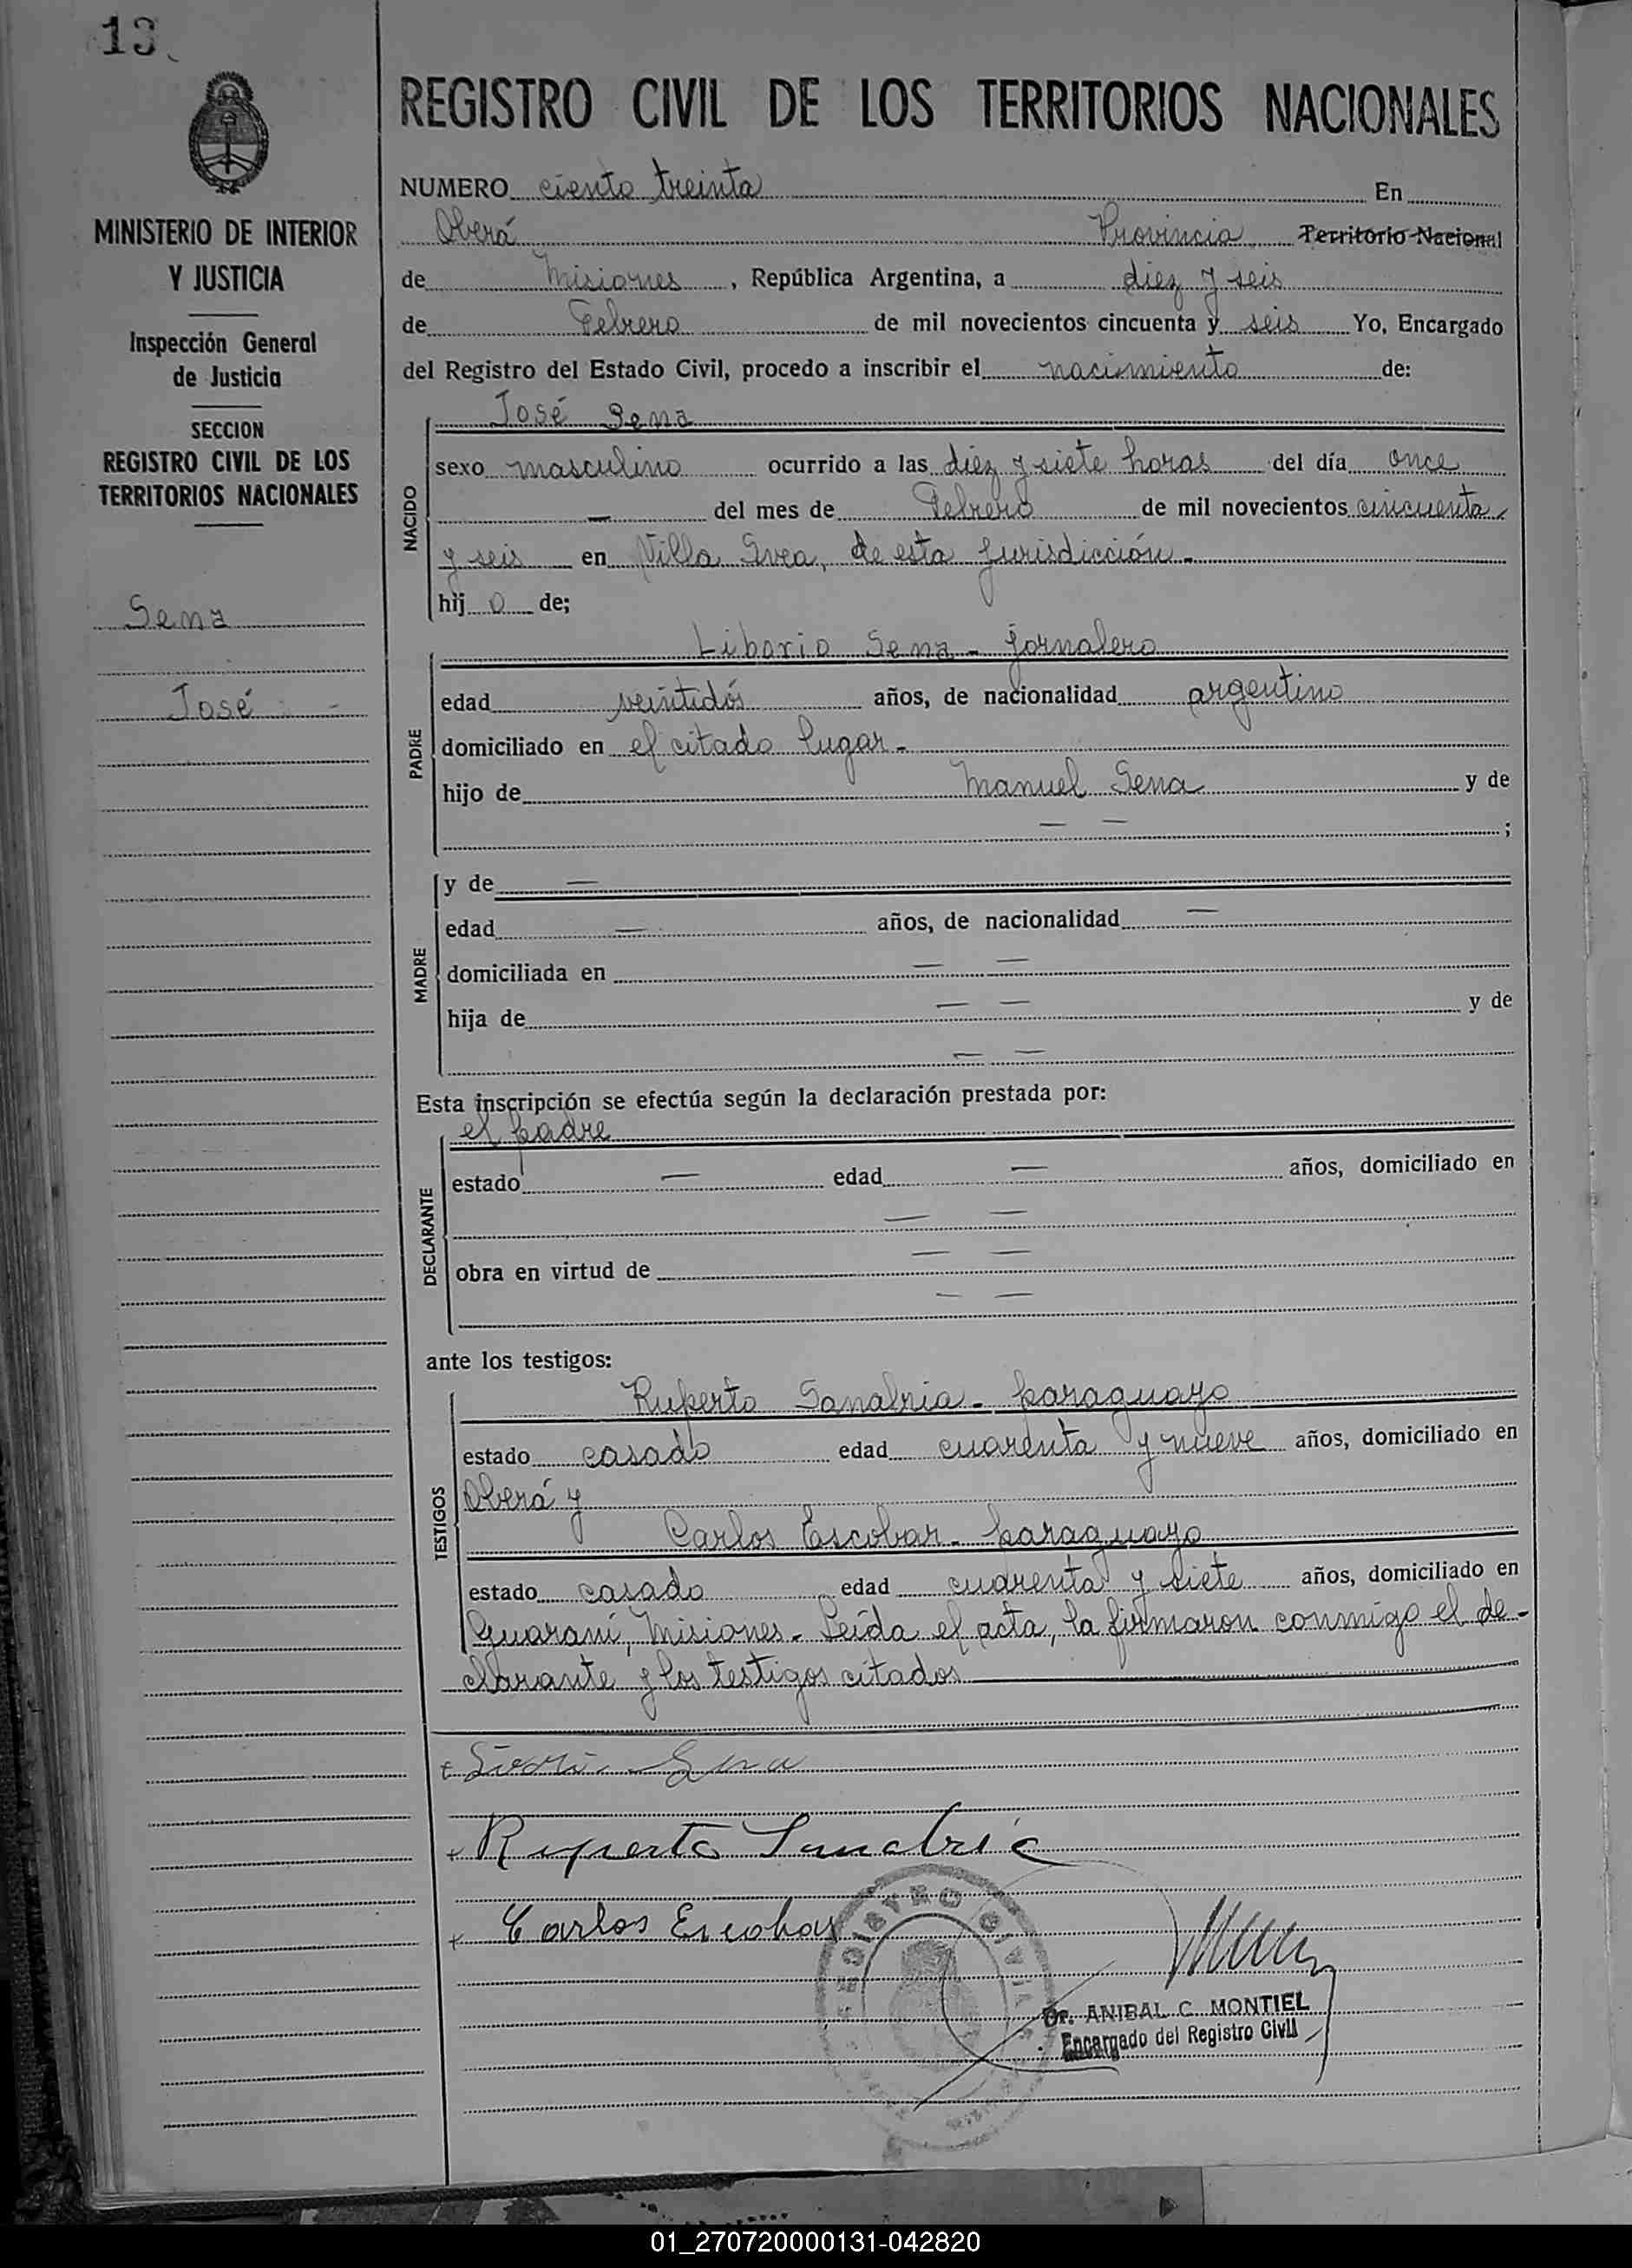 13
REGISTRO CIVIL DE LOS TERRITORIOS NACIONALES
MINISTERIO DE INTERIOR
Y JUSTICIA
Inspección General
de Justicia
SECCION
REGISTRO CIVIL DE LOS
TERRITORIOS NACIONALES
Sena
José
NUMERO ciento treinta En
Oberá Provincia Territorio Nacional
de Misiones, República Argentina, a diez y seis
de Febrero de mil novecientos cincuenta y seis Yo, Encargado
del Registro del Estado Civil, procedo a inscribir el nacimiento de:
NACIDO
José Sena
sexo masculino ocurrido a las diez y siete horas del día once
— del mes de Febrero de mil novecientos cincuenta
y seis en Villa Svea, de esta jurisdicción.-
hij o de;
PADRE
Liborio Sena - jornalero
edad veintidós años, de nacionalidad argentino
domiciliado en el citado lugar -
hijo de Manuel Sena y de
— — ;
MADRE
y de —
edad — años, de nacionalidad —
domiciliada en — —
hija de — — y de
— —
Esta inscripción se efectúa según la declaración prestada por:
DECLARANTE
el padre
estado — edad — años, domiciliado en
— —
obra en virtud de — —
— —
ante los testigos:
TESTIGOS
Ruperto Sanabria - paraguayo
estado casado edad cuarenta y nueve años, domiciliado en
Oberá y
Carlos Escobar - paraguayo
estado casado edad cuarenta y siete años, domiciliado en
Guaraní, Misiones.- Leída el acta, la firmaron conmigo el de-
clarante y los testigos citados
Sena
Ruperto Sanabria
Carlos Escobar
REGISTRO CIVIL
Dr. ANIBAL C. MONTIEL
Encargado del Registro Civil
01_270720000131-042820